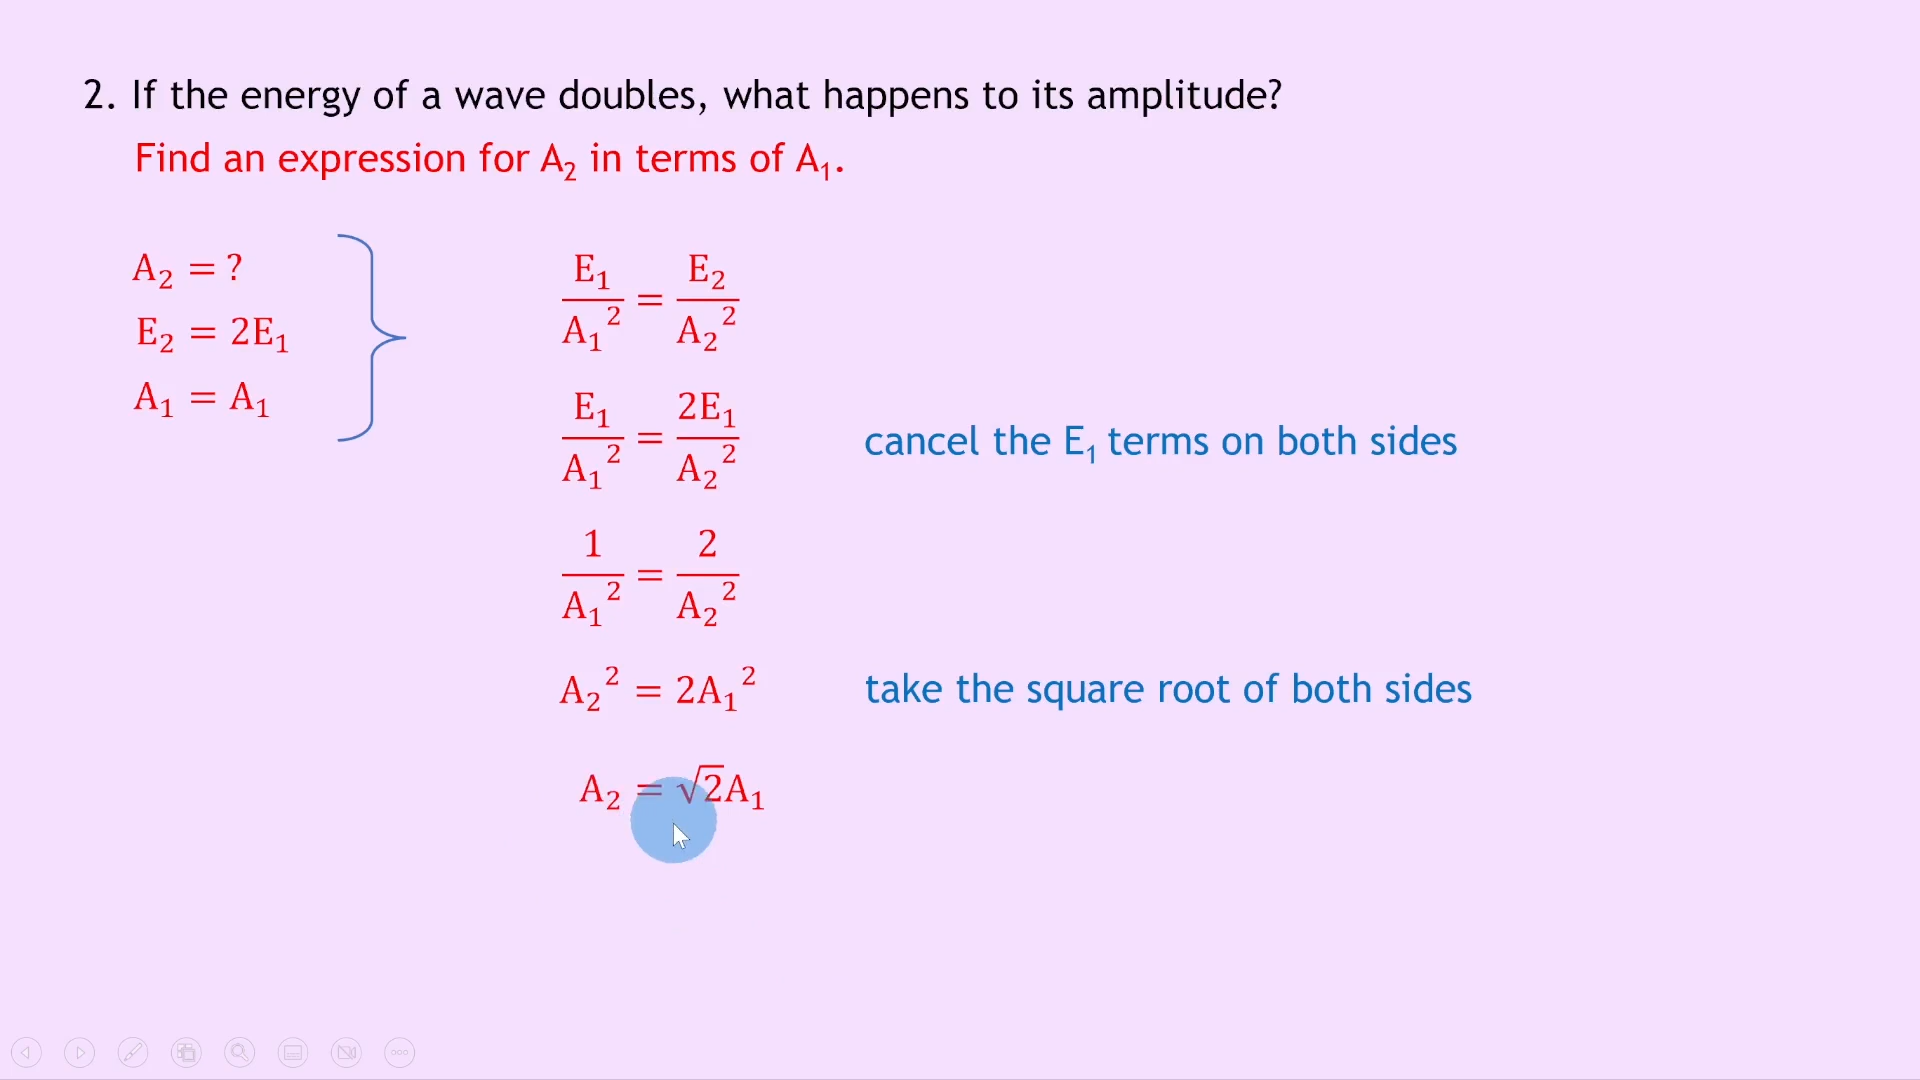 2. If the energy of a wave doubles, what happens to its amplitude?
Find an expression for A₂ in terms of A₁.
A₂ = ?
E₂ = 2E₁
A₁ = A₁
E₁/A₁² = E₂/A₂²
E₁/A₁² = 2E₁/A₂² cancel the E₁ terms on both sides
1/A₁² = 2/A₂²
A₂² = 2A₁² take the square root of both sides
A₂ = √2A₁